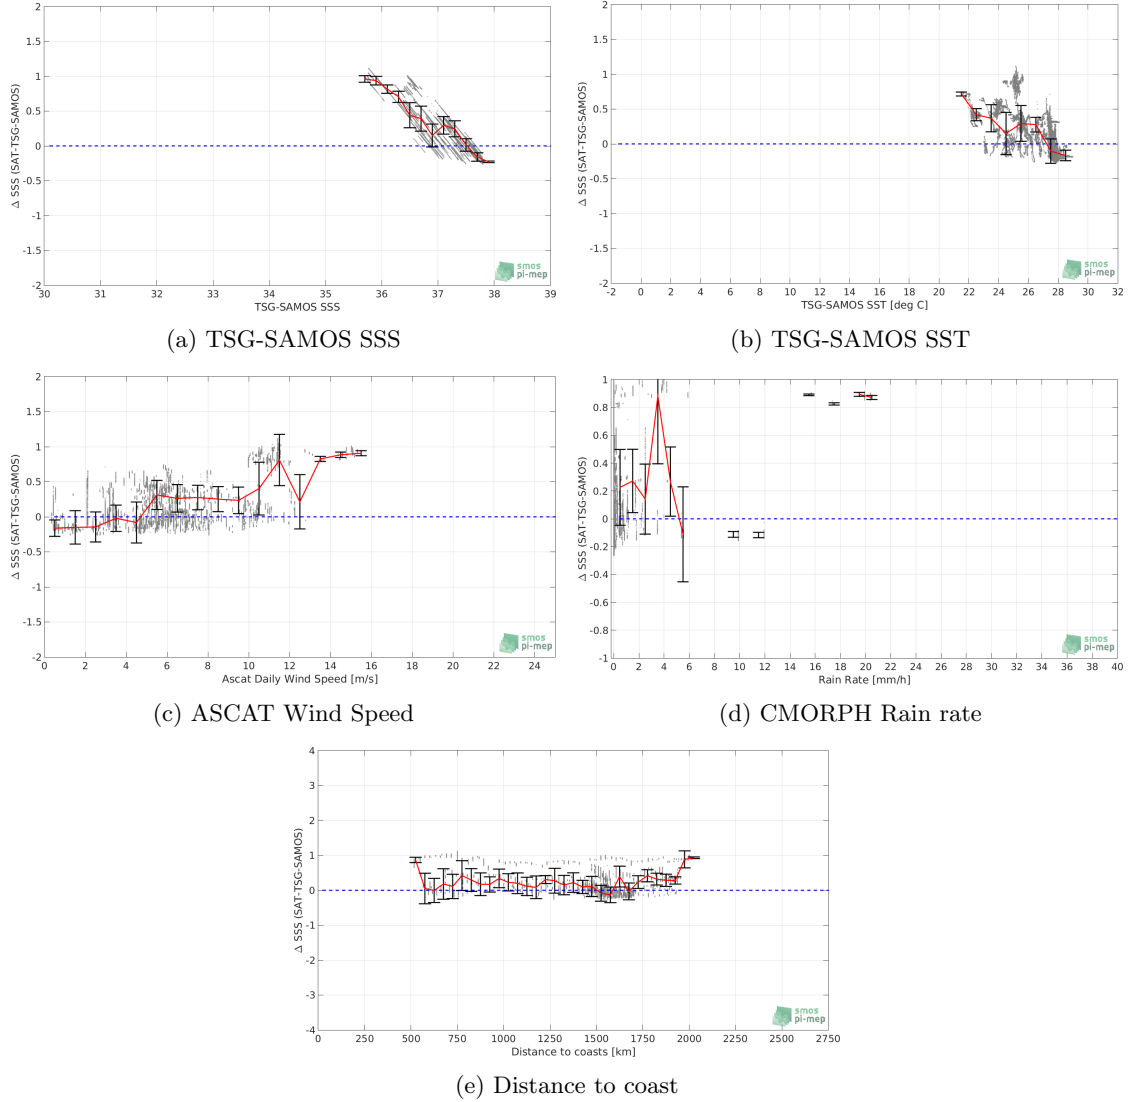 2
1.5
1
0.5
0
-0.5
-1
-1.5
-2
Δ SSS (SAT-TSG-SAMOS)
30 31 32 33 34 35 36 37 38 39
TSG-SAMOS SSS
smos
pi-mep
(a) TSG-SAMOS SSS
2
1.5
1
0.5
0
-0.5
-1
-1.5
-2
Δ SSS (SAT-TSG-SAMOS)
-2 0 2 4 6 8 10 12 14 16 18 20 22 24 26 28 30 32
TSG-SAMOS SST [deg C]
smos
pi-mep
(b) TSG-SAMOS SST
2
1.5
1
0.5
0
-0.5
-1
-1.5
-2
Δ SSS (SAT-TSG-SAMOS)
0 2 4 6 8 10 12 14 16 18 20 22 24
Ascat Daily Wind Speed [m/s]
smos
pi-mep
(c) ASCAT Wind Speed
1
0.8
0.6
0.4
0.2
0
-0.2
-0.4
-0.6
-0.8
-1
Δ SSS (SAT-TSG-SAMOS)
0 2 4 6 8 10 12 14 16 18 20 22 24 26 28 30 32 34 36 38 40
Rain Rate [mm/h]
smos
pi-mep
(d) CMORPH Rain rate
4
3
2
1
0
-1
-2
-3
-4
Δ SSS (SAT-TSG-SAMOS)
0 250 500 750 1000 1250 1500 1750 2000 2250 2500 2750
Distance to coasts [km]
smos
pi-mep
(e) Distance to coast